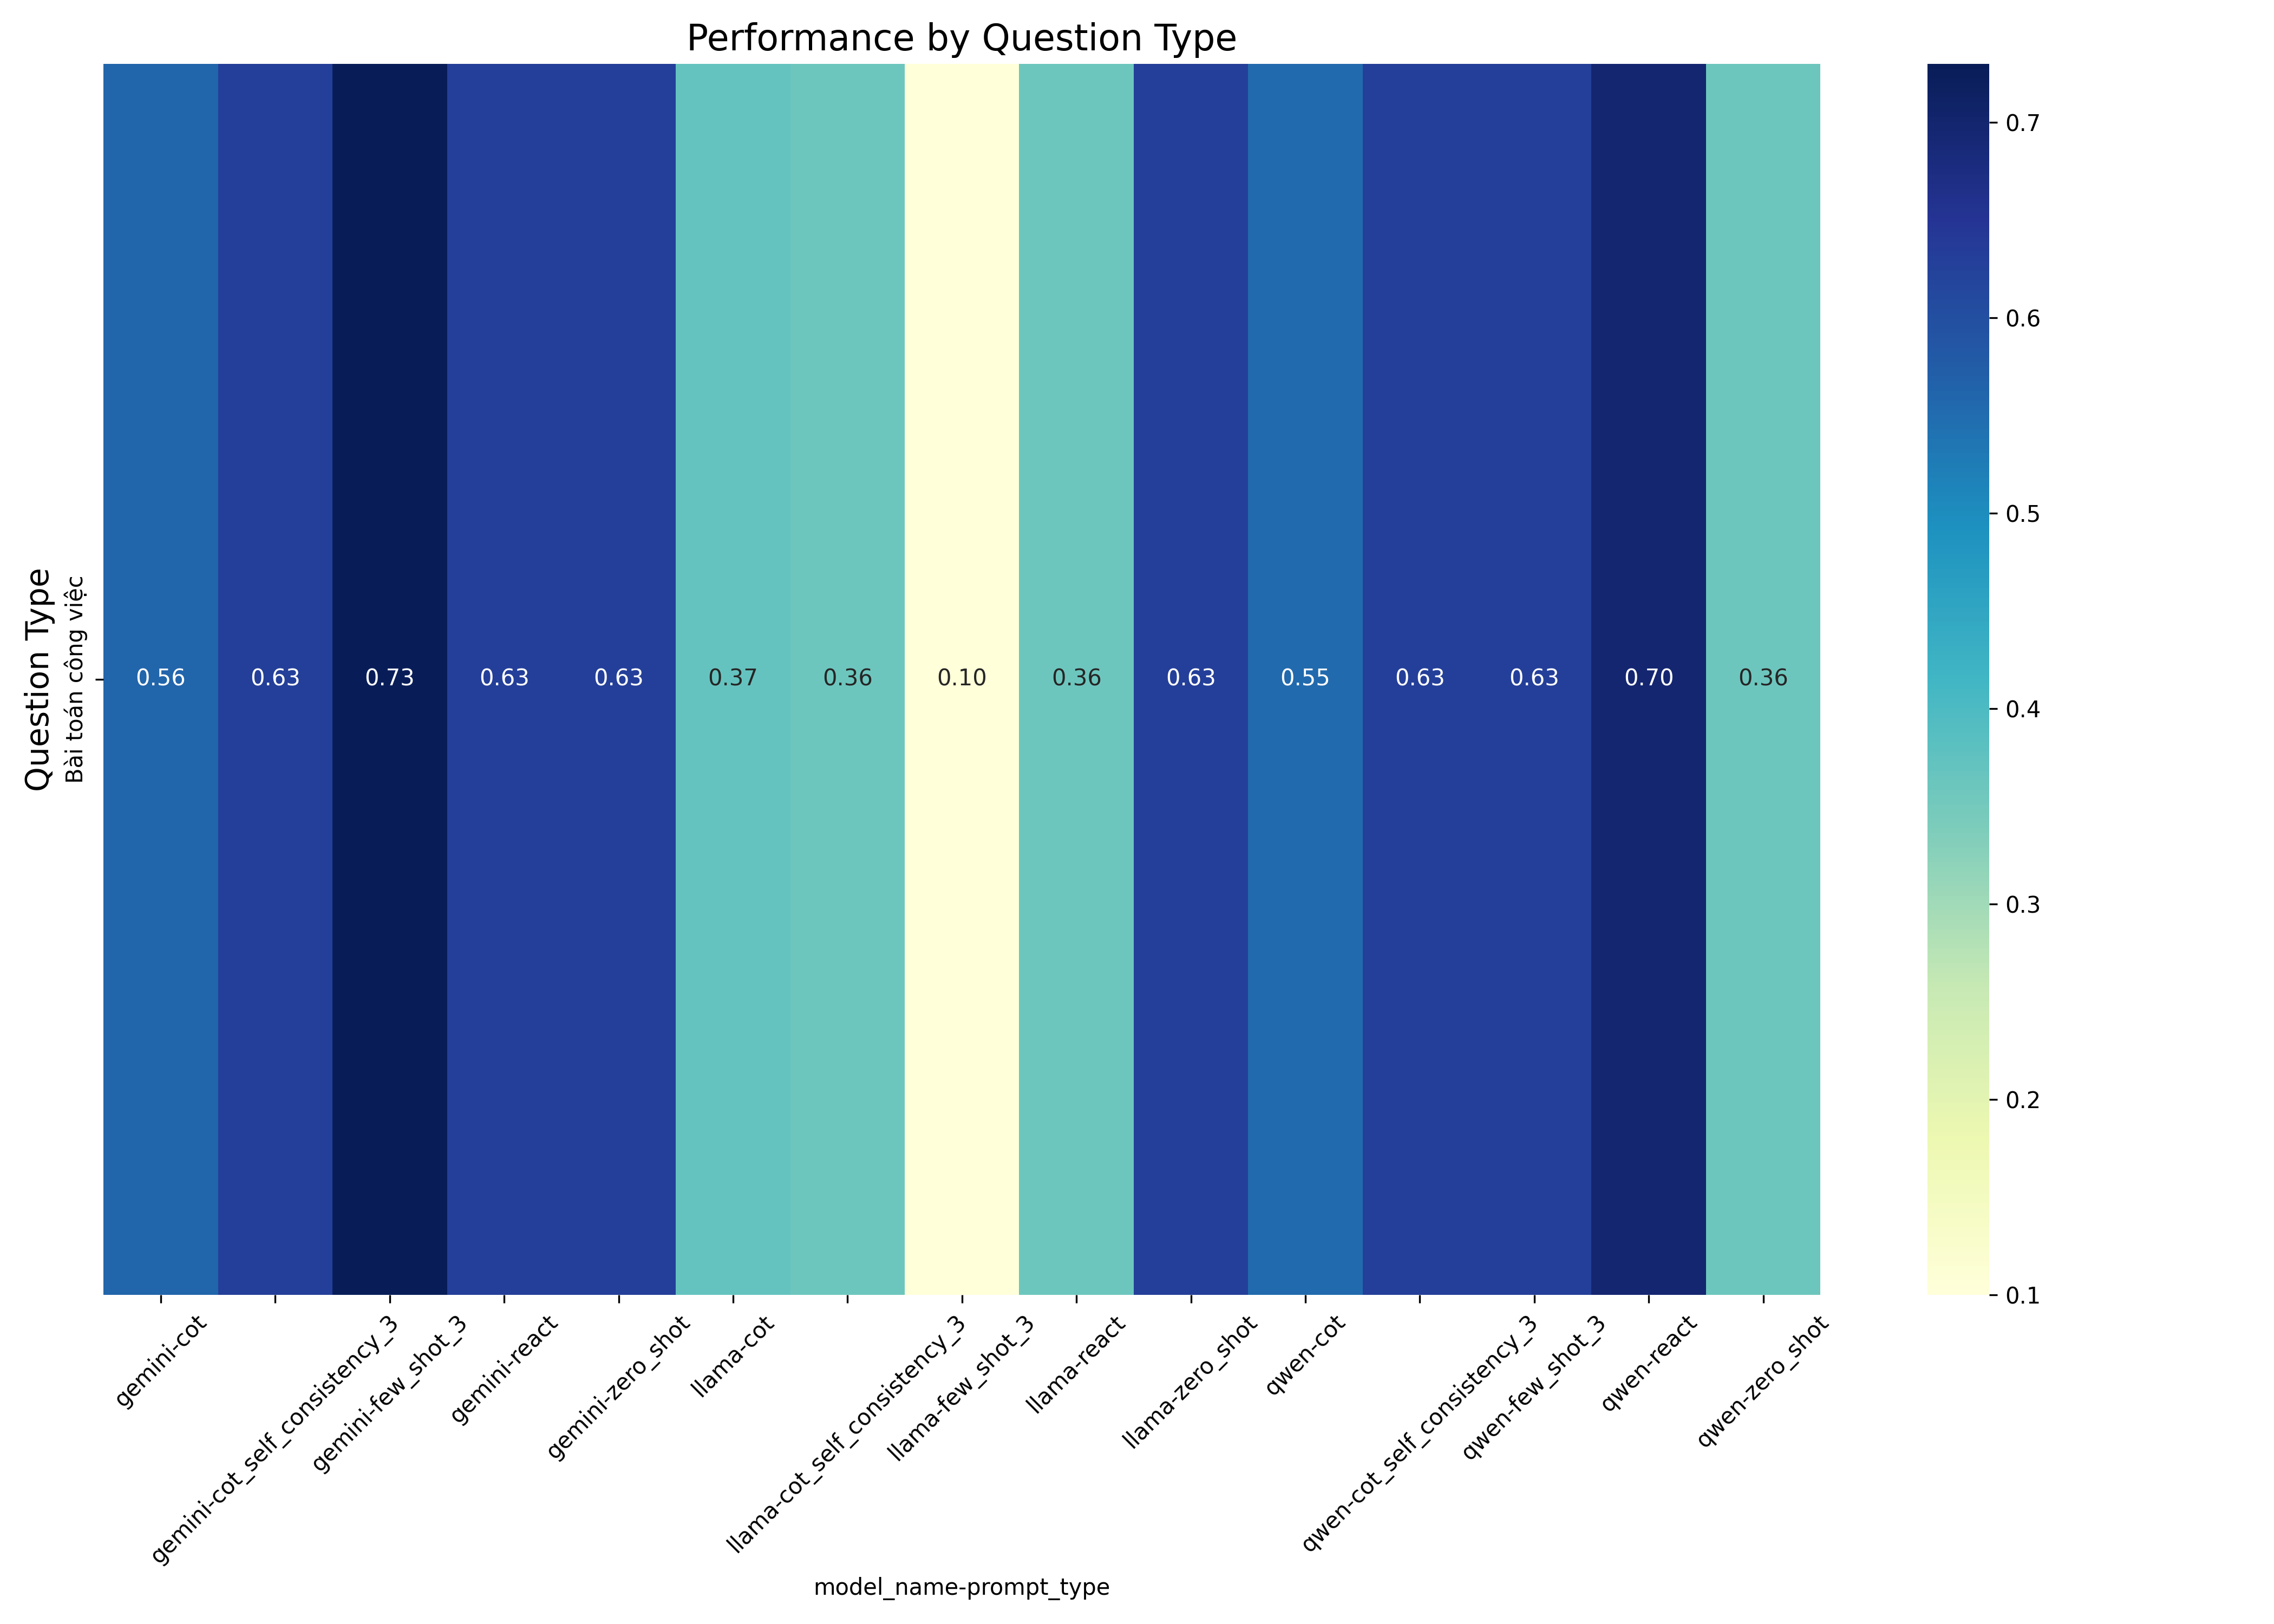 Performance by Question Type
Question Type
Bài toán công việc
0.56 0.63 0.73 0.63 0.63 0.37 0.36 0.10 0.36 0.63 0.55 0.63 0.63 0.70 0.36
gemini-cot
gemini-cot_self_consistency_3
gemini-few_shot_3
gemini-react
gemini-zero_shot
llama-cot
llama-cot_self_consistency_3
llama-few_shot_3
llama-react
llama-zero_shot
qwen-cot
qwen-cot_self_consistency_3
qwen-few_shot_3
qwen-react
qwen-zero_shot
model_name-prompt_type
0.7
0.6
0.5
0.4
0.3
0.2
0.1